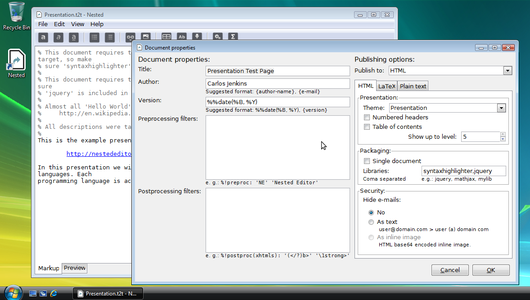 Recycle Bin
Nested
Presentation.t2t - Nested
File Edit View Help
% This document requires t
target, so make
% sure "syntaxhighlighter"
% This document requires t
sure
% 'jquery' is included in
% Almost all 'Hello World'
% http://en.wikipedia.
% All descriptions were ta
This is the example presen
http://nestededito
In this presentation we wi
languages. Each
programming language is ac
Markup Preview
Document properties
Document properties:
Title: Presentation Test Page
Author: Carlos Jenkins
Suggested format: {author-name}, {e-mail}
Version: %%date(%B, %Y)
Suggested format: %%date(%B, %Y), {version}
Preprocessing filters:
e.g. %!preproc: 'NE' 'Nested Editor'
Postprocessing filters:
e.g. %!postproc(xhtml): '(</?)b>' '\1strong>'
Publishing options:
Publish to: HTML
HTML LaTeX Plain text
Presentation:
Theme: Presentation
Numbered headers
Table of contents
Show up to level: 5
Packaging:
Single document
Libraries: syntaxhighlighter,jquery
Coma separated e.g. jquery, mathjax, mylib
Security:
Hide e-mails:
No
As text
user@domain.com > user (a) domain com
As inline image
HTML base64 encoded inline image.
Cancel OK
Presentation.t2t - N...